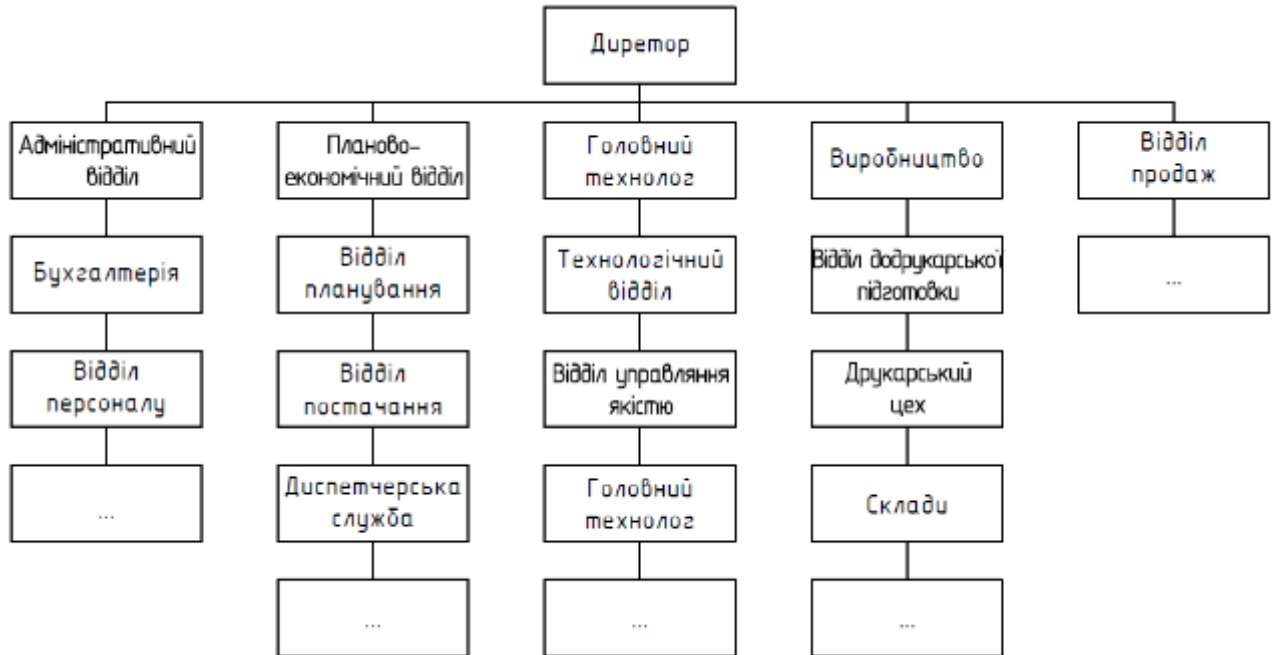 Диретор
Адміністративний
відділ
Планово-
економічний відділ
Головний
технолог
Виробництво
Відділ
продаж
Бухгалтерія
Відділ
планування
Технологічний
відділ
Відділ додрукарської
підготовки
...
Відділ
персоналу
Відділ
постачання
Відділ управляння
якістю
Друкарський
цех
...
Диспетчерська
служба
Головний
технолог
Склади
...
...
...